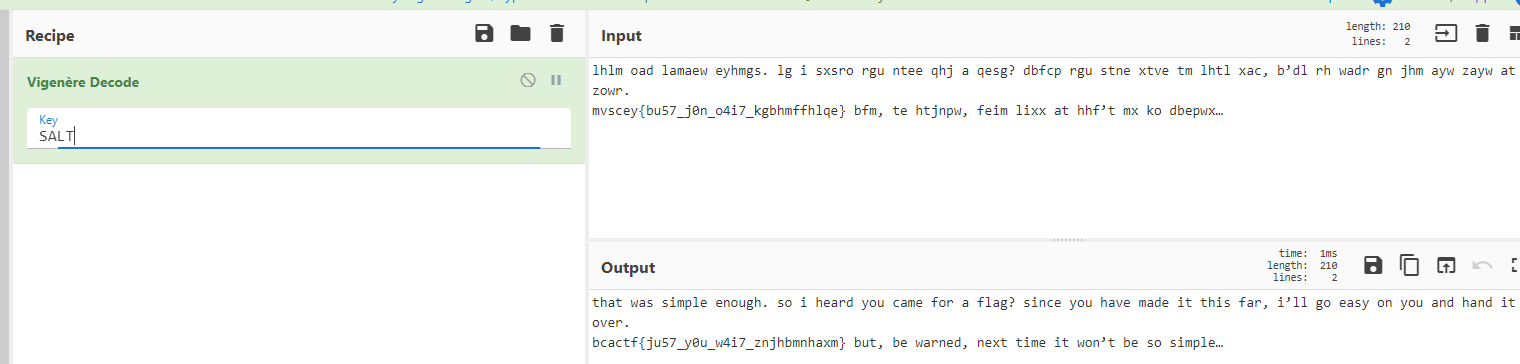 Recipe
Vigenère Decode
Key
SALT
Input
length: 210
lines: 2
lhlm oad lamaew eyhmgs. lg i sxsro rgu ntee qhj a qesg? dbfcp rgu stne xtve tm lhtl xac, b’dl rh wadr gn jhm ayw zayw at
zowr.
mvscey{bu57_j0n_o4i7_kgbhmffhlqe} bfm, te htjnpw, feim lixx at hhf’t mx ko dbepwx…
Output
time: 1ms
length: 210
lines: 2
that was simple enough. so i heard you came for a flag? since you have made it this far, i’ll go easy on you and hand it
over.
bcactf{ju57_y0u_w4i7_znjhbmnhaxm} but, be warned, next time it won’t be so simple…